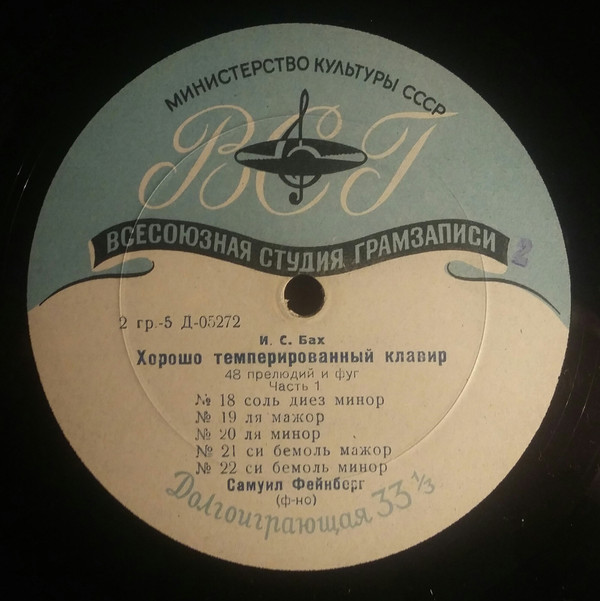 МИНИСТЕРСТВО КУЛЬТУРЫ СССР
ВСГ
ВСЕСОЮЗНАЯ СТУДИЯ ГРАМЗАПИСИ
2
2 гр.-5 Д-05272
И. С. Бах
Хорошо темперированный клавир
48 прелюдий и фуг
Часть 1
№ 18 соль диез минор
№ 19 ля мажор
№ 20 ля минор
№ 21 си бемоль мажор
№ 22 си бемоль минор
Самуил Фейнберг
(ф-но)
Долгоиграющая 33 1/3